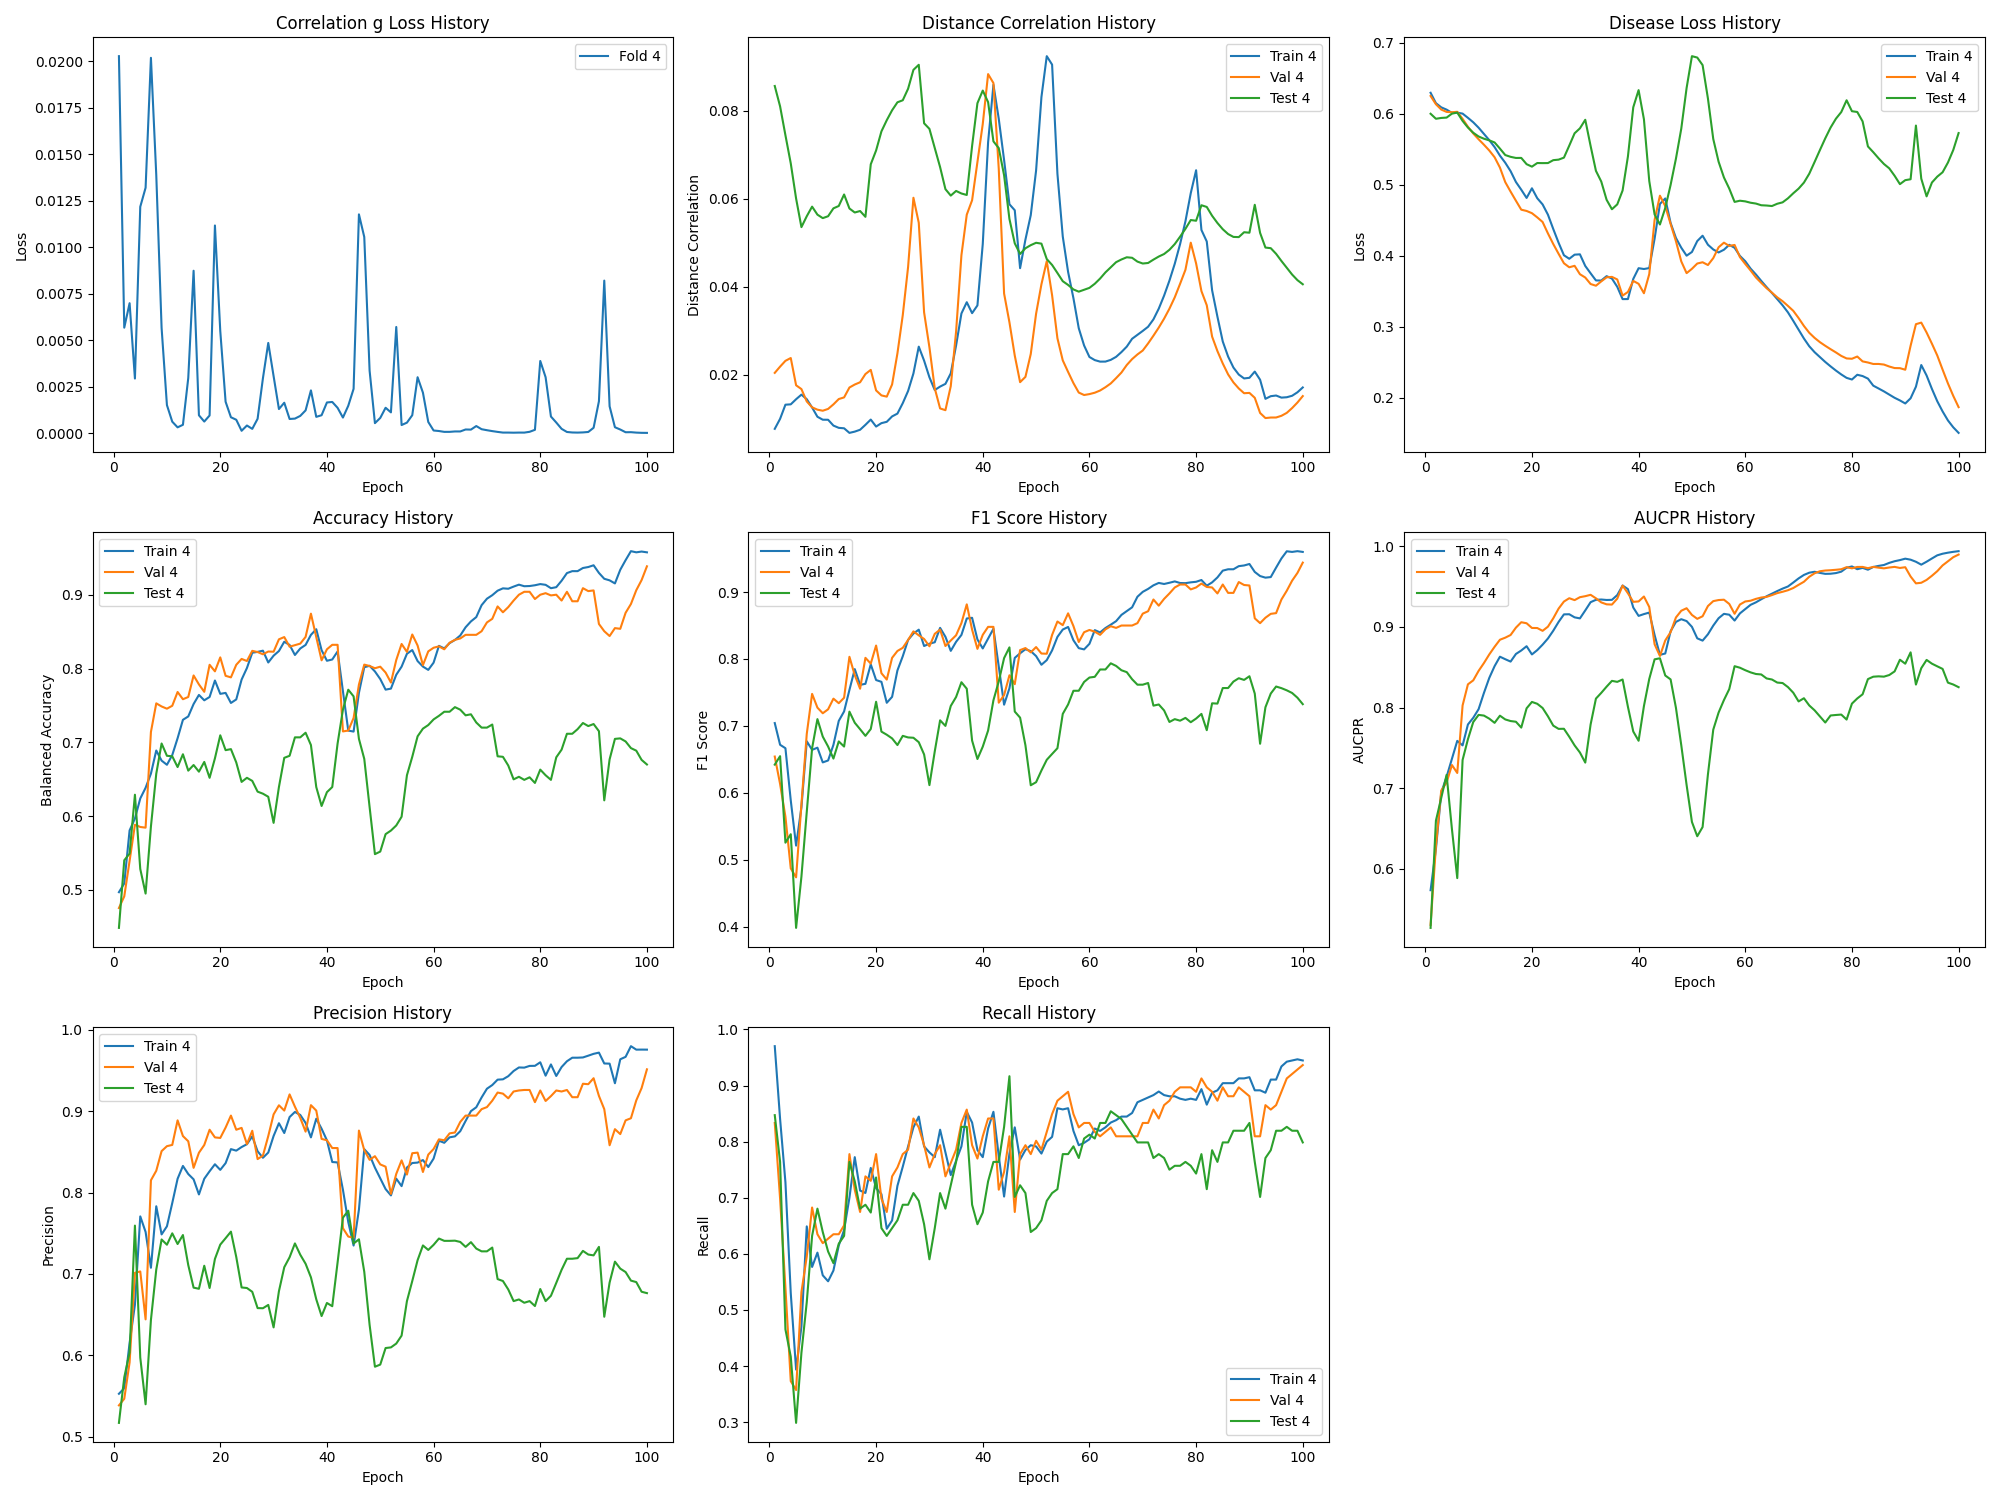 Correlation g Loss History
Loss
0.0200
0.0175
0.0150
0.0125
0.0100
0.0075
0.0050
0.0025
0.0000
Fold 4
0 20 40 60 80 100
Epoch
Distance Correlation History
Distance Correlation
0.08
0.06
0.04
0.02
Train 4
Val 4
Test 4
0 20 40 60 80 100
Epoch
Disease Loss History
Loss
0.7
0.6
0.5
0.4
0.3
0.2
Train 4
Val 4
Test 4
0 20 40 60 80 100
Epoch
Accuracy History
Balanced Accuracy
0.9
0.8
0.7
0.6
0.5
Train 4
Val 4
Test 4
0 20 40 60 80 100
Epoch
F1 Score History
F1 Score
0.9
0.8
0.7
0.6
0.5
0.4
Train 4
Val 4
Test 4
0 20 40 60 80 100
Epoch
AUCPR History
AUCPR
1.0
0.9
0.8
0.7
0.6
Train 4
Val 4
Test 4
0 20 40 60 80 100
Epoch
Precision History
Precision
1.0
0.9
0.8
0.7
0.6
0.5
Train 4
Val 4
Test 4
0 20 40 60 80 100
Epoch
Recall History
Recall
1.0
0.9
0.8
0.7
0.6
0.5
0.4
0.3
Train 4
Val 4
Test 4
0 20 40 60 80 100
Epoch